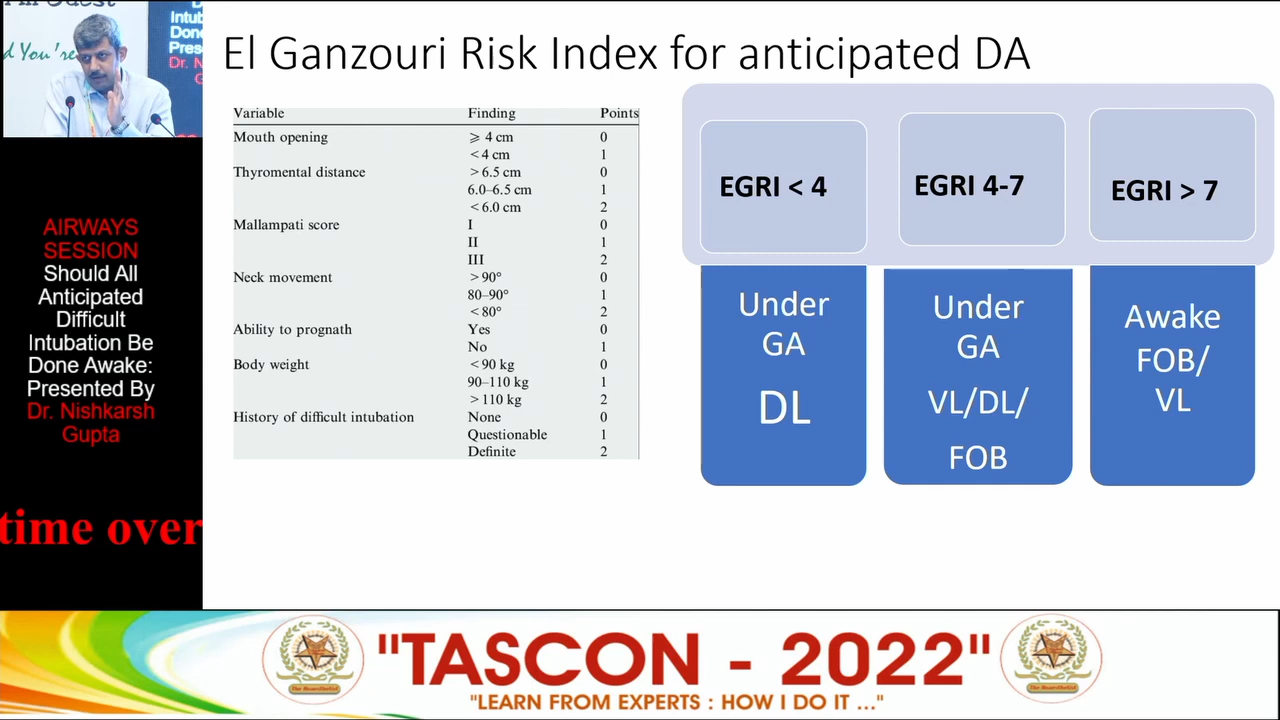 d You're
Intub
Done
Pres
Dr. N
El Ganzouri Risk Index for anticipated DA
AIRWAYS
SESSION
Should All
Anticipated
Difficult
Intubation Be
Done Awake:
Presented By
Dr. Nishkarsh
Gupta
time over
Variable Finding Points
Mouth opening ⩾ 4 cm 0
< 4 cm 1
Thyromental distance > 6.5 cm 0
6.0–6.5 cm 1
< 6.0 cm 2
Mallampati score I 0
II 1
III 2
Neck movement > 90° 0
80–90° 1
< 80° 2
Ability to prognath Yes 0
No 1
Body weight < 90 kg 0
90–110 kg 1
> 110 kg 2
History of difficult intubation None 0
Questionable 1
Definite 2
EGRI < 4 EGRI 4-7 EGRI > 7
Under
GA
DL
Under
GA
VL/DL/
FOB
Awake
FOB/
VL
"TASCON - 2022"
"LEARN FROM EXPERTS : HOW I DO IT ..."